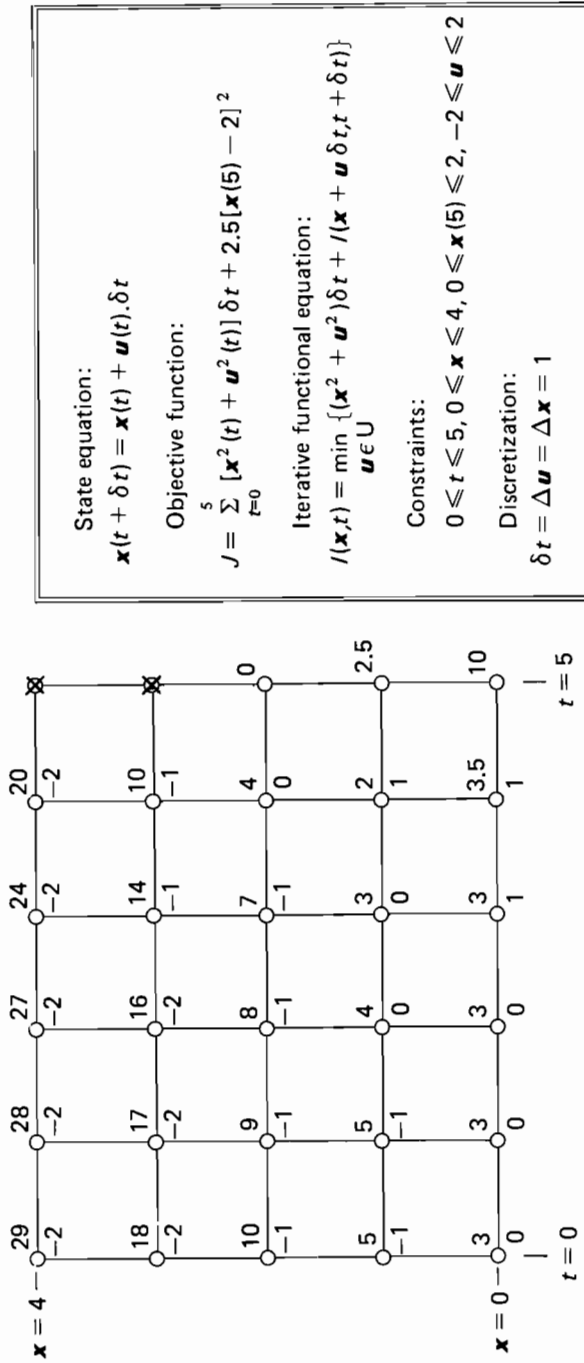 x = 4
29 28 27 24 20
−2 −2 −2 −2 −2
18 17 16 14 10
−2 −2 −2 −1 −1
10 9 8 7 4 0
−1 −1 −1 −1 0
5 5 4 3 2 2.5
−1 −1 0 0 1
x = 0
3 3 3 3 3.5 10
0 0 0 1 1
t = 0
t = 5
State equation:
x(t + δt) = x(t) + u(t).δt
Objective function:
J = 5 Σ t=0 [x²(t) + u²(t)] δt + 2.5[x(5) − 2]²
Iterative functional equation:
I(x,t) = min {(x² + u²)δt + I(x + u δt,t + δt)}
u ϵ U
Constraints:
0 ⩽ t ⩽ 5, 0 ⩽ x ⩽ 4, 0 ⩽ x(5) ⩽ 2, −2 ⩽ u ⩽ 2
Discretization:
δt = Δu = Δx = 1